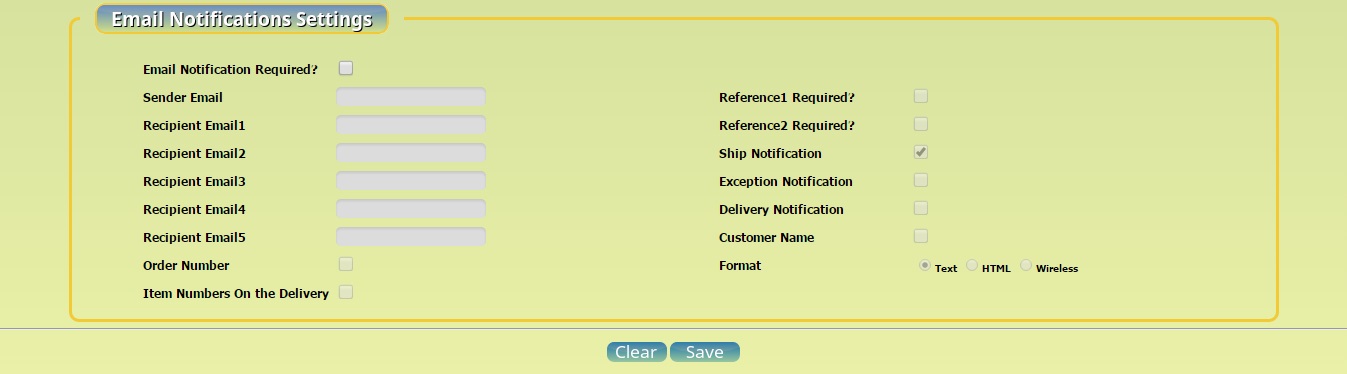 Email Notifications Settings
Email Notification Required?
Sender Email
Reference1 Required?
Recipient Email1
Reference2 Required?
Recipient Email2
Ship Notification
Recipient Email3
Exception Notification
Recipient Email4
Delivery Notification
Recipient Email5
Customer Name
Order Number
Format
Text HTML Wireless
Item Numbers On the Delivery
Clear Save